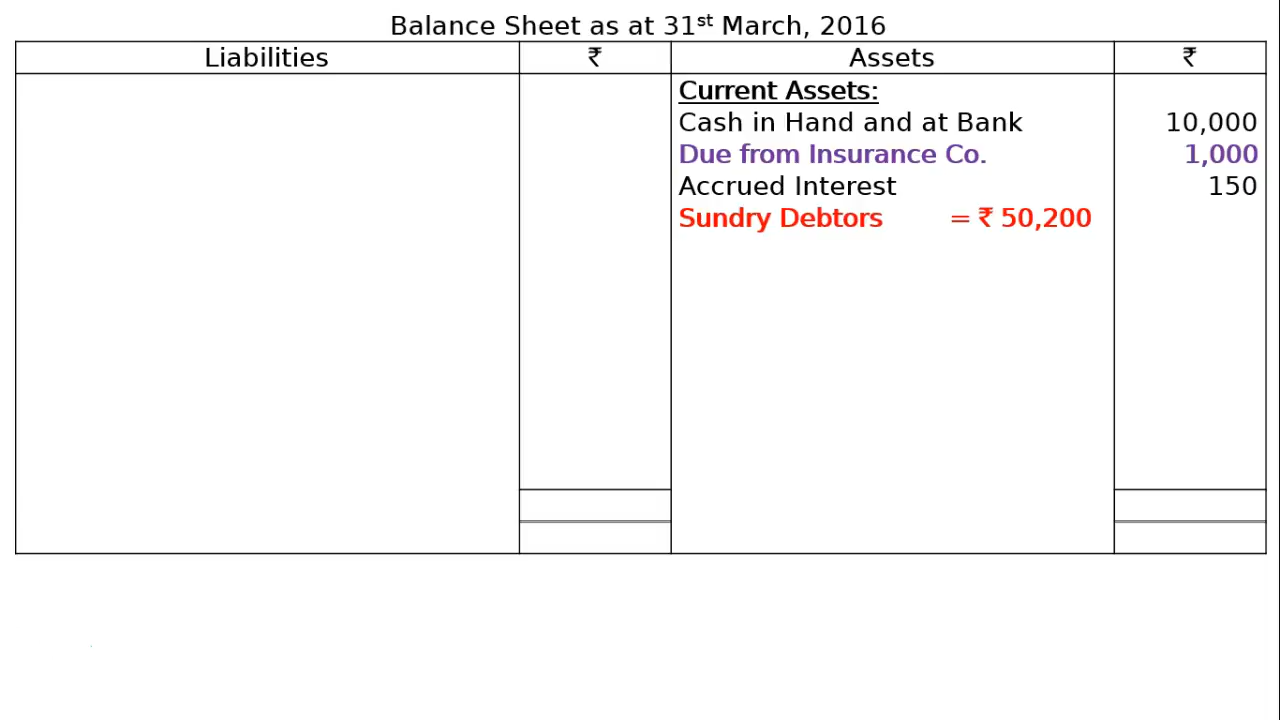 Balance Sheet as at 31st March, 2016
Liabilities ₹ Assets ₹
Current Assets:
Cash in Hand and at Bank 10,000
Due from Insurance Co. 1,000
Accrued Interest 150
Sundry Debtors = ₹ 50,200